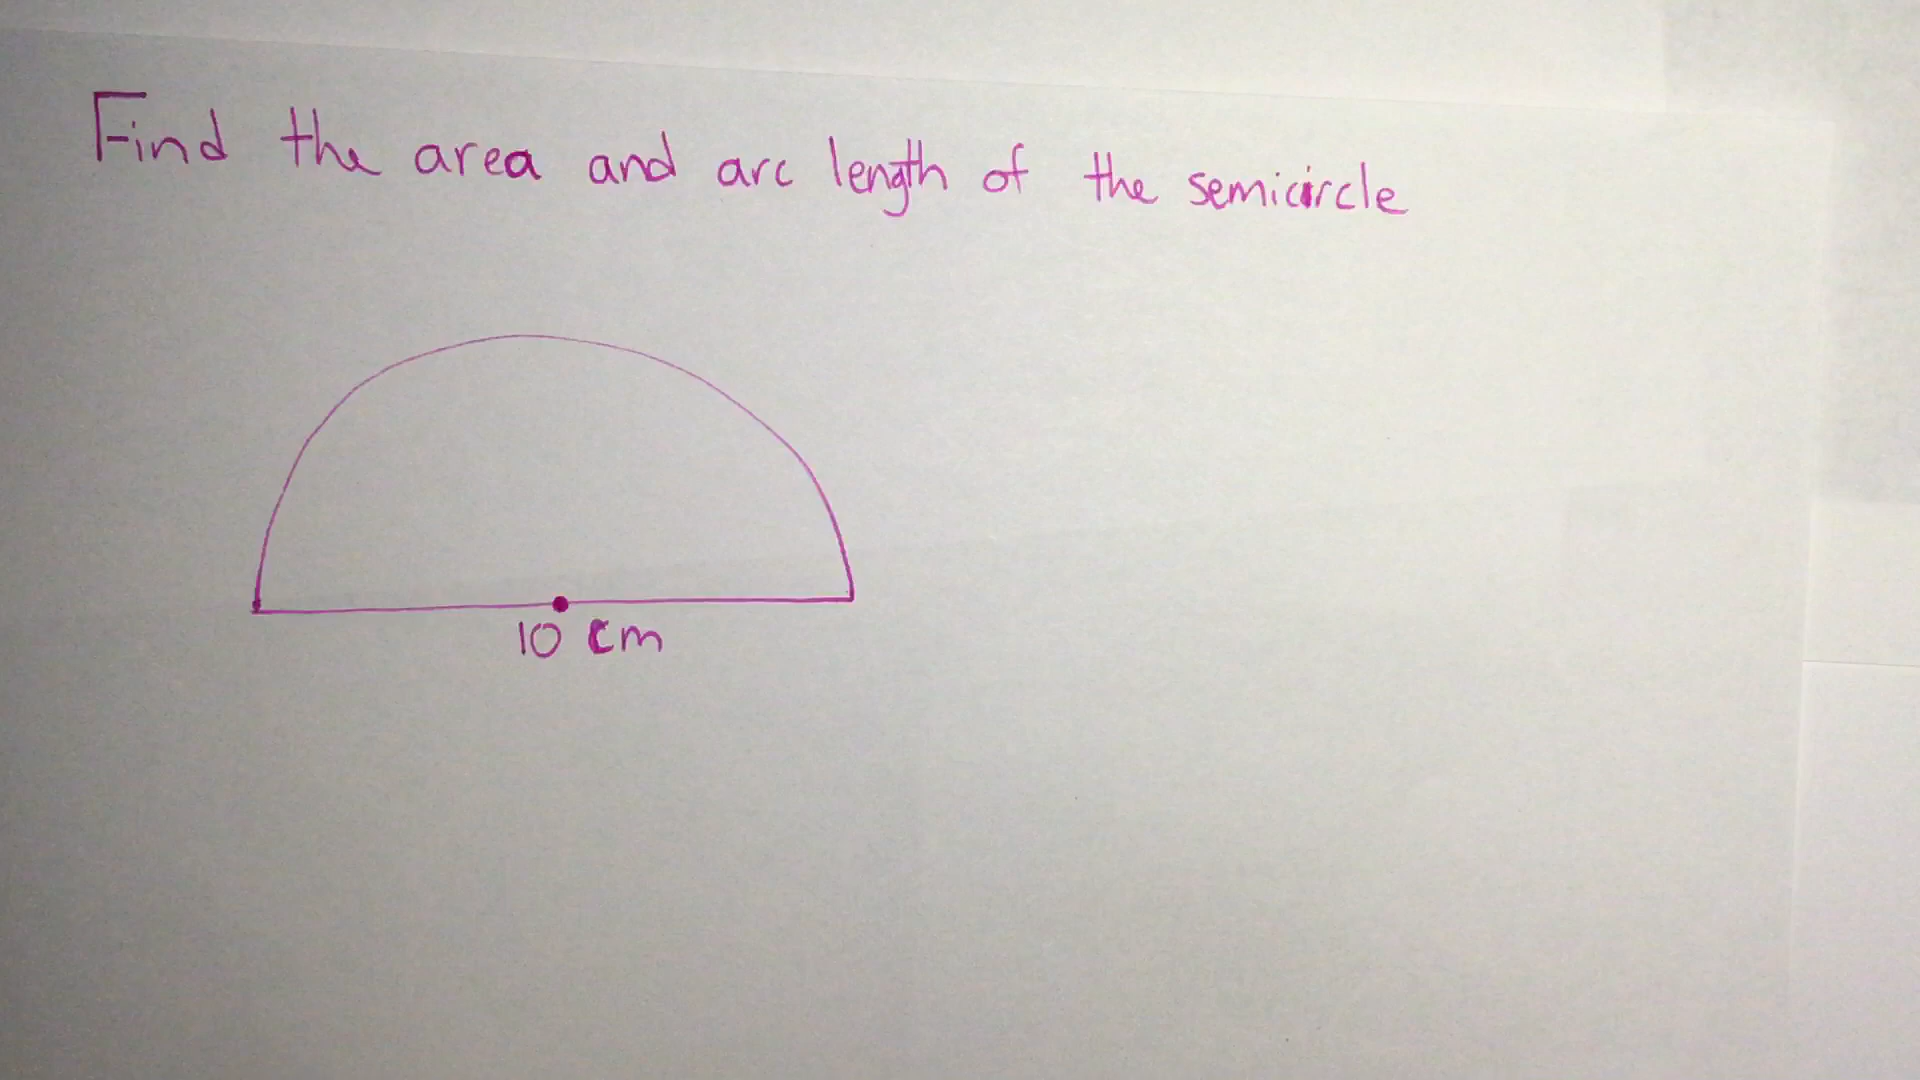 Find the area and arc length of the semicircle
10 cm